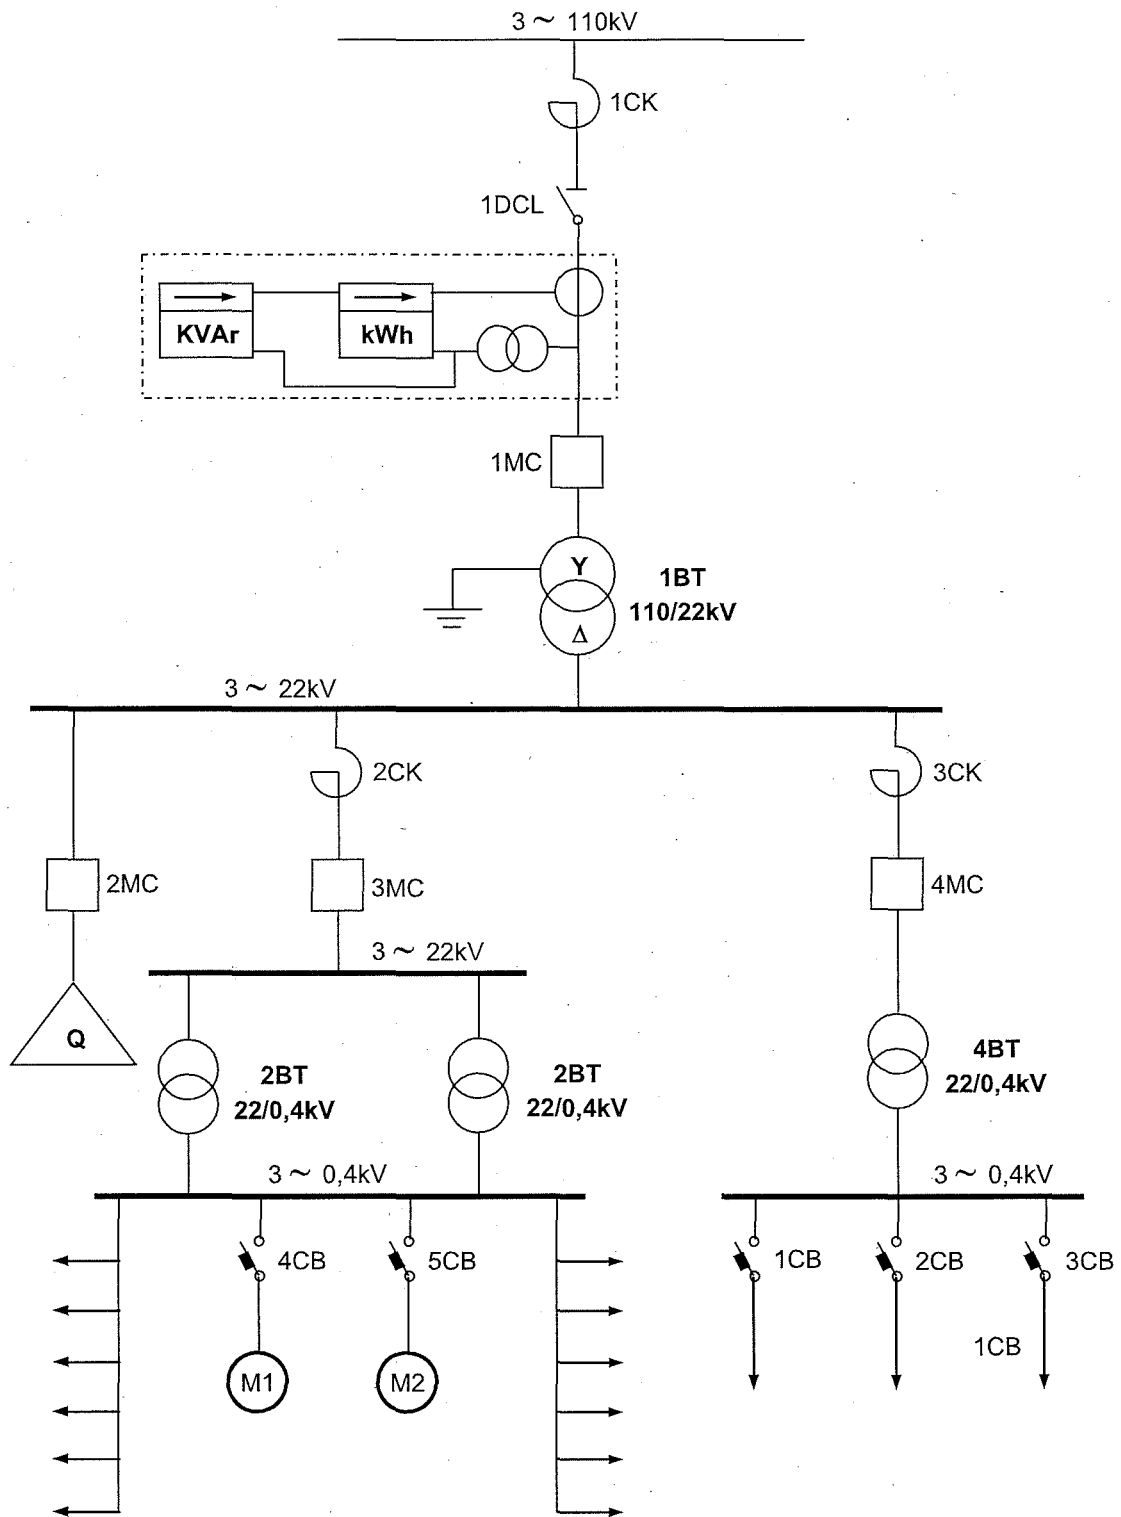 3 ~ 110kV
1CK
1DCL
KVAr
kWh
1MC
Y
1BT
110/22kV
Δ
3 ~ 22kV
2CK
3CK
2MC
3MC
4MC
3 ~ 22kV
Q
2BT
22/0,4kV
2BT
22/0,4kV
4BT
22/0,4kV
3 ~ 0,4kV
3 ~ 0,4kV
4CB
5CB
1CB
2CB
3CB
1CB
M1
M2